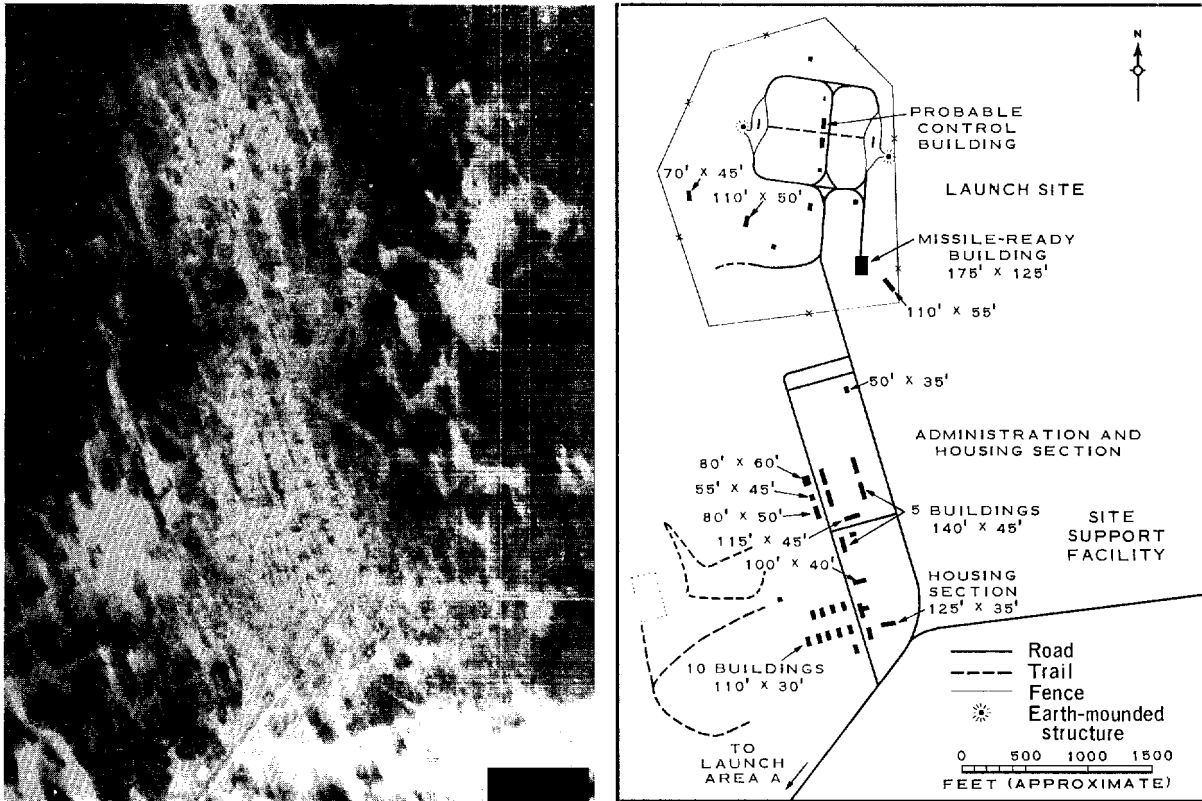 N
PROBABLE
CONTROL
BUILDING
70' × 45'
110' × 50'
LAUNCH SITE
MISSILE-READY
BUILDING
175' × 125'
110' × 55'
50' × 35'
ADMINISTRATION AND
HOUSING SECTION
80' × 60'
55' × 45'
80' × 50'
5 BUILDINGS
140' × 45'
115' × 45'
SITE
SUPPORT
FACILITY
100' × 40'
HOUSING
SECTION
125' × 35'
10 BUILDINGS
110' × 30'
Road
Trail
Fence
Earth-mounded
structure
TO
LAUNCH
AREA A
0 500 1000 1500
FEET (APPROXIMATE)